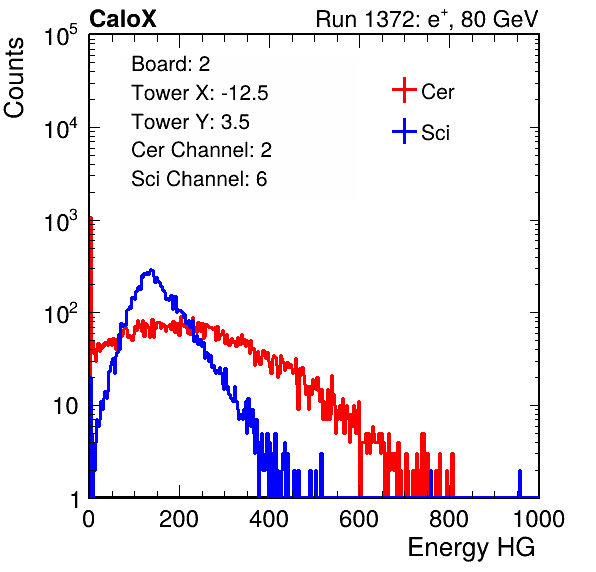 CaloX Run 1372: e⁺, 80 GeV
Counts
10⁵
10⁴
10³
10²
10
1
Board: 2
Tower X: -12.5
Tower Y: 3.5
Cer Channel: 2
Sci Channel: 6
Cer
Sci
0 200 400 600 800 1000
Energy HG